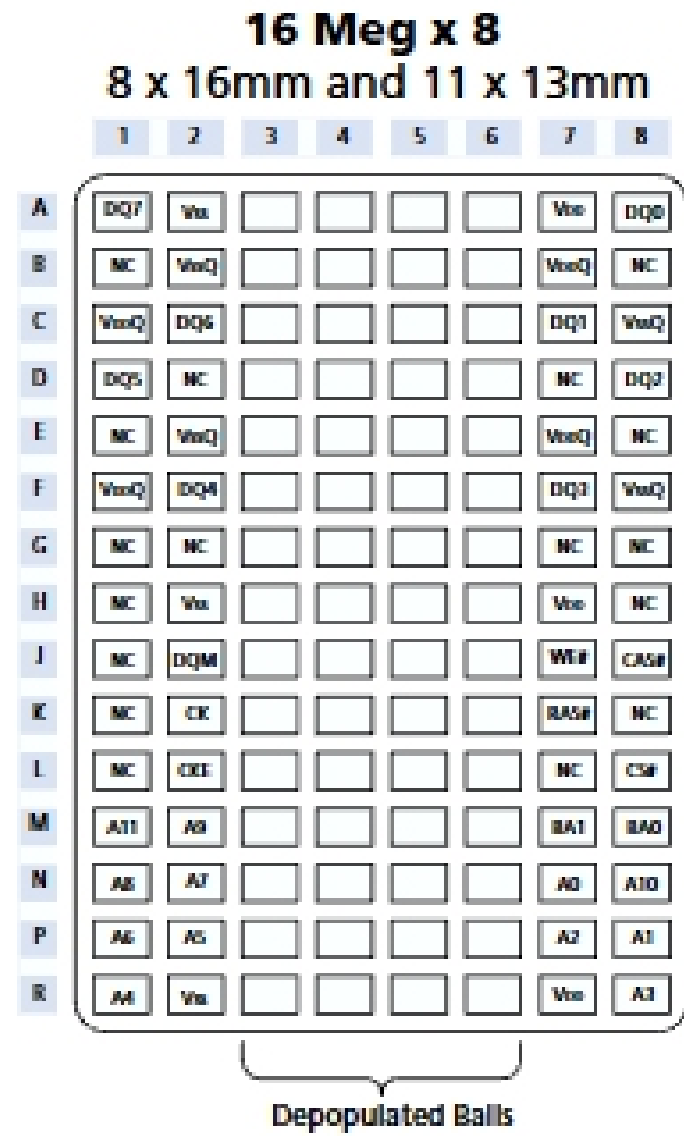 16 Meg x 8
8 x 16mm and 11 x 13mm
1 2 3 4 5 6 7 8
A DQ7 Vss VDD DQ0
B NC VssQ VDDQ NC
C VDDQ DQ6 DQ1 VssQ
D DQ5 NC NC DQ2
E NC VssQ VDDQ NC
F VDDQ DQ4 DQ3 VssQ
G NC NC NC NC
H NC Vss VDD NC
J NC DQM WE# CAS#
K NC CK RAS# NC
L NC CKE NC CS#
M A11 A9 BA1 BA0
N A8 A7 A0 A10
P A6 A5 A2 A1
R A4 Vss VDD A3
Depopulated Balls